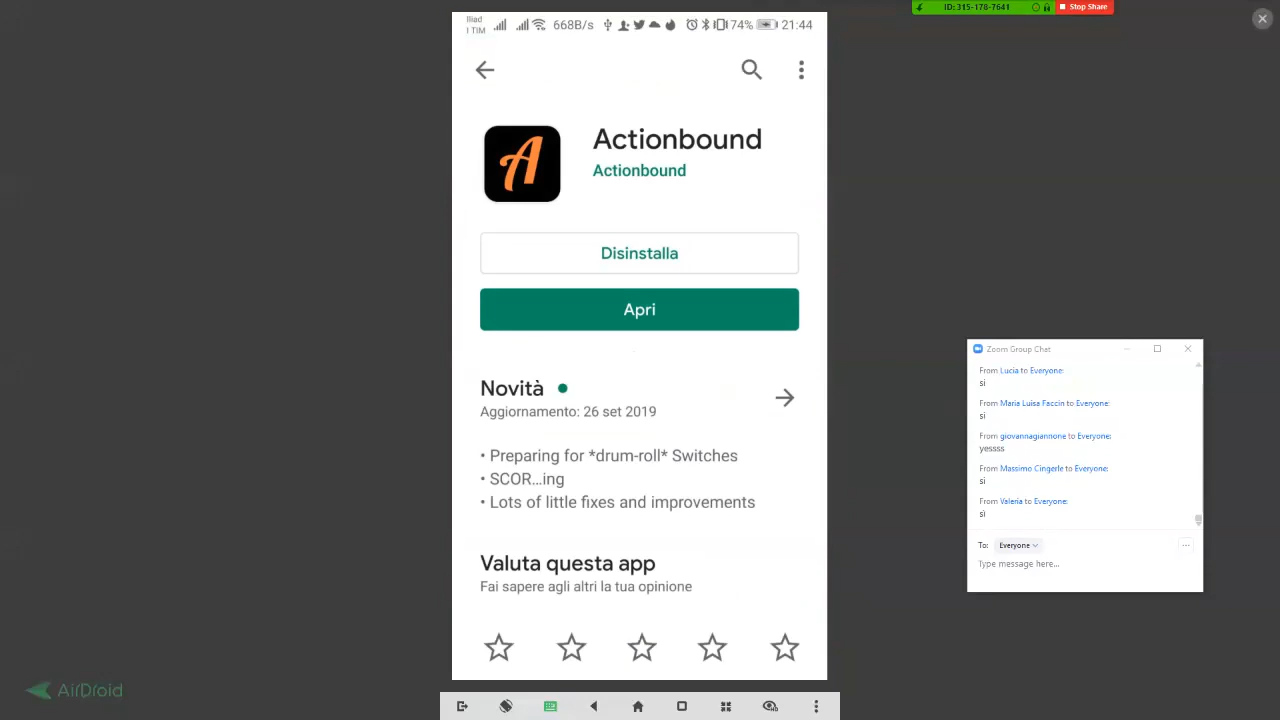 Iliad
I TIM
668B/s
74%
21:44
Actionbound
Actionbound
Disinstalla
Apri
Novità
Aggiornamento: 26 set 2019
• Preparing for *drum-roll* Switches
• SCOR...ing
• Lots of little fixes and improvements
Valuta questa app
Fai sapere agli altri la tua opinione
ID: 315-178-7641
Stop Share
Zoom Group Chat
From Lucia to Everyone:
si
From Maria Luisa Faccin to Everyone:
si
From giovannagiannone to Everyone:
yessss
From Massimo Cingerle to Everyone:
si
From Valeria to Everyone:
sì
To: Everyone
Type message here...
AirDroid